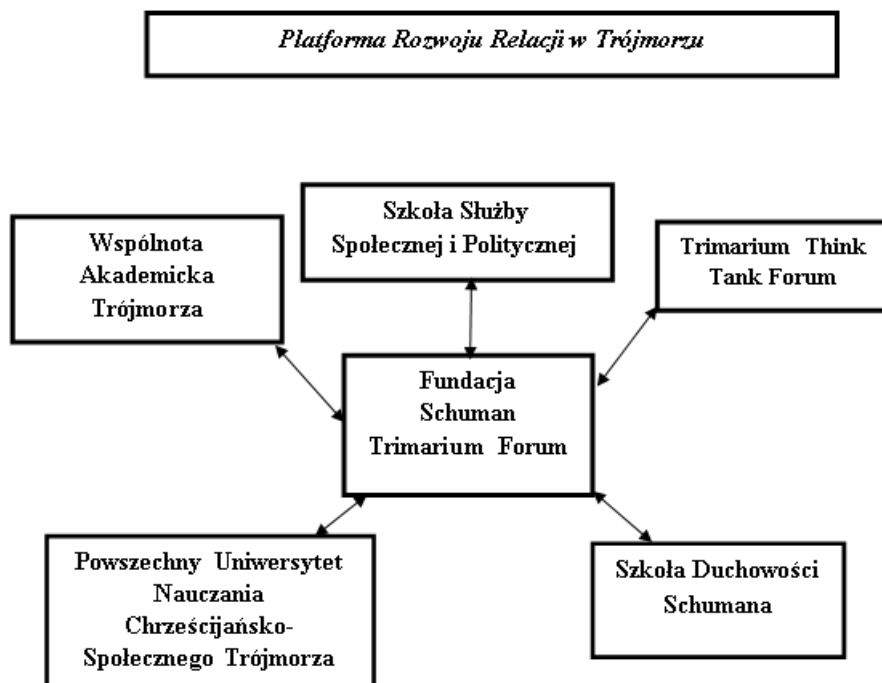 Platforma Rozwoju Relacji w Trójmorzu
Szkoła Służby
Społecznej i Politycznej
Wspólnota
Akademicka
Trójmorza
Trimarium Think
Tank Forum
Fundacja
Schuman
Trimarium Forum
Powszechny Uniwersytet
Nauczania
Chrześcijańsko-
Społecznego Trójmorza
Szkoła Duchowości
Schumana